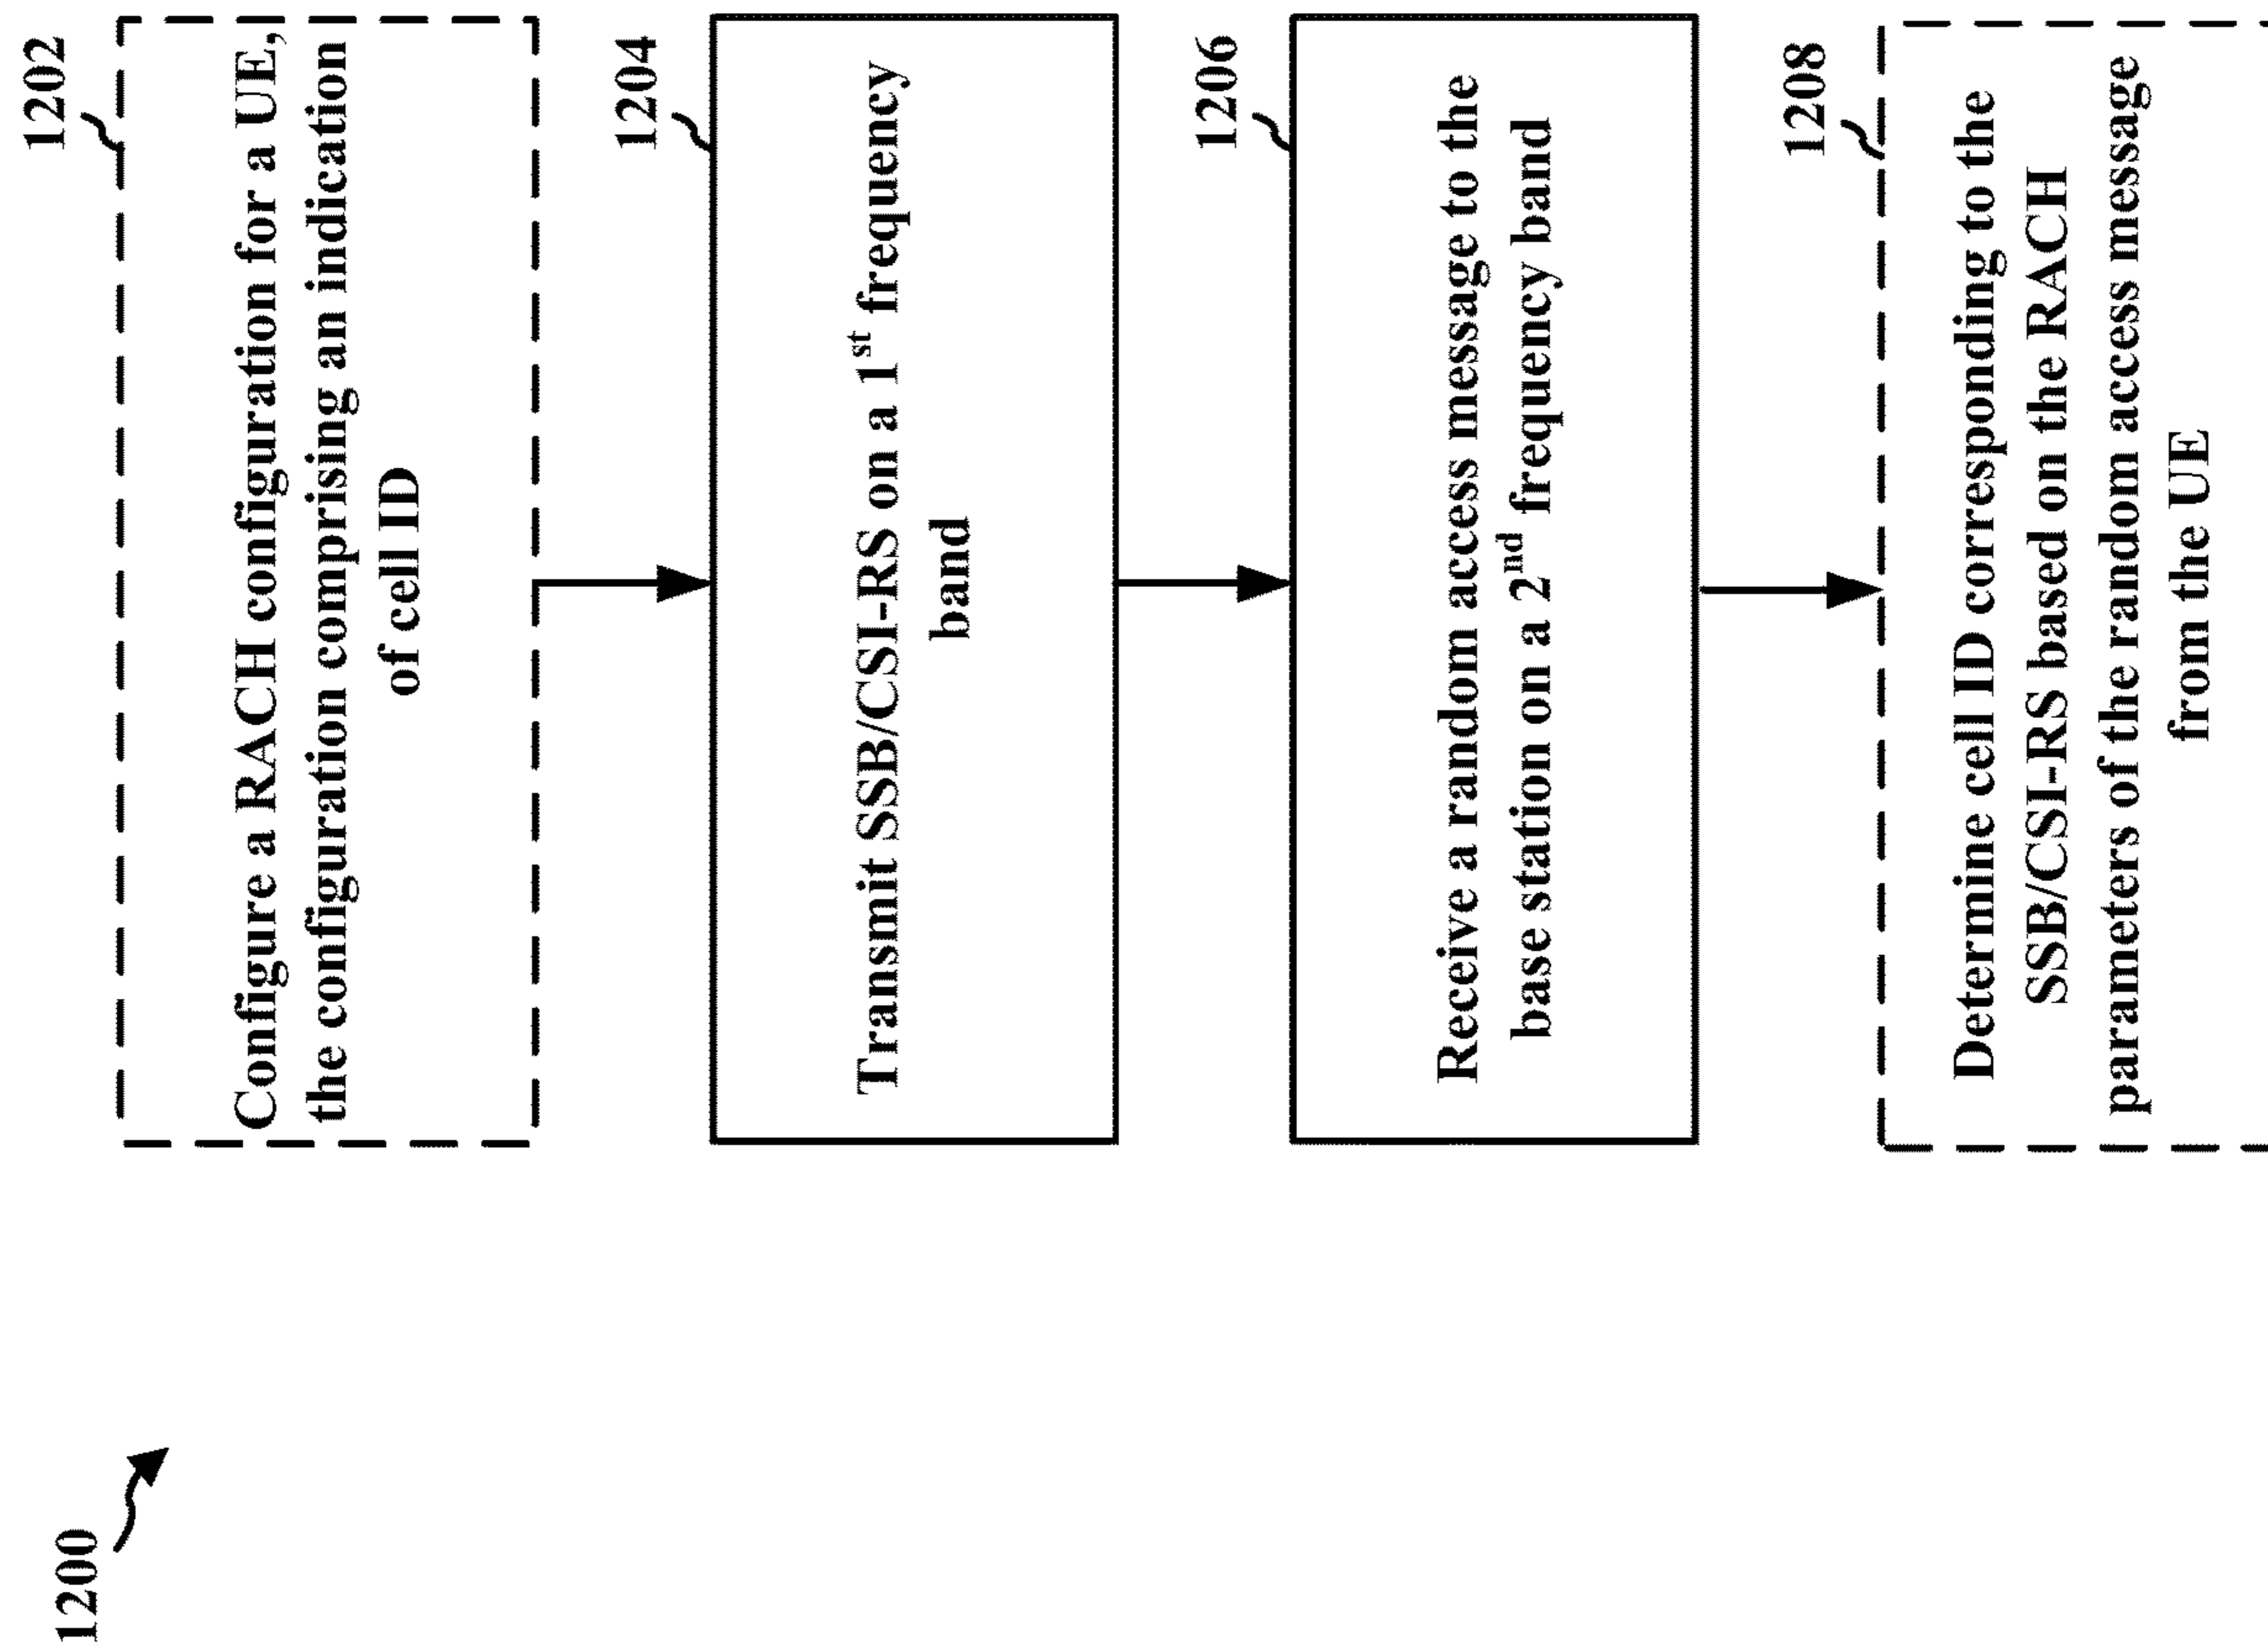 1200
1202
Configure a RACH configuration for a UE,
the configuration comprising an indication
of cell ID
1204
Transmit SSB/CSI-RS on a 1st frequency
band
1206
Receive a random access message to the
base station on a 2nd frequency band
1208
Determine cell ID corresponding to the
SSB/CSI-RS based on the RACH
parameters of the random access message
from the UE